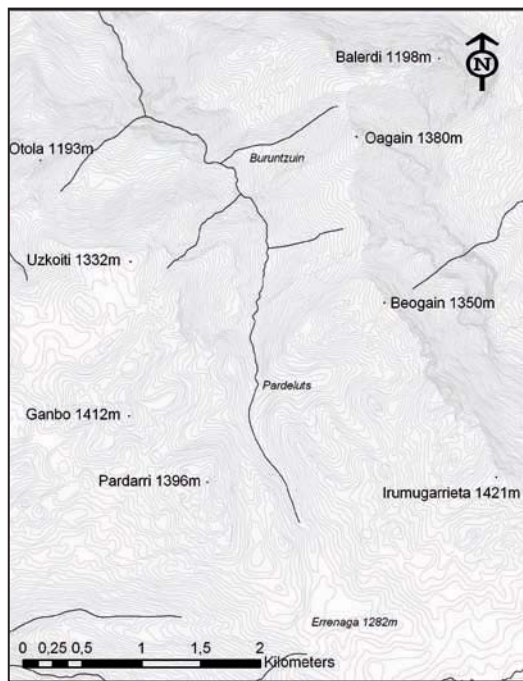 Balerdi 1198m
N
Oagain 1380m
Otola 1193m
Buruntzuin
Uzkoiti 1332m
Beogain 1350m
Pardeluts
Ganbo 1412m
Pardarri 1396m
Irumugarrieta 1421m
Errenaga 1282m
0 0,25 0,5 1 1,5 2
Kilometers